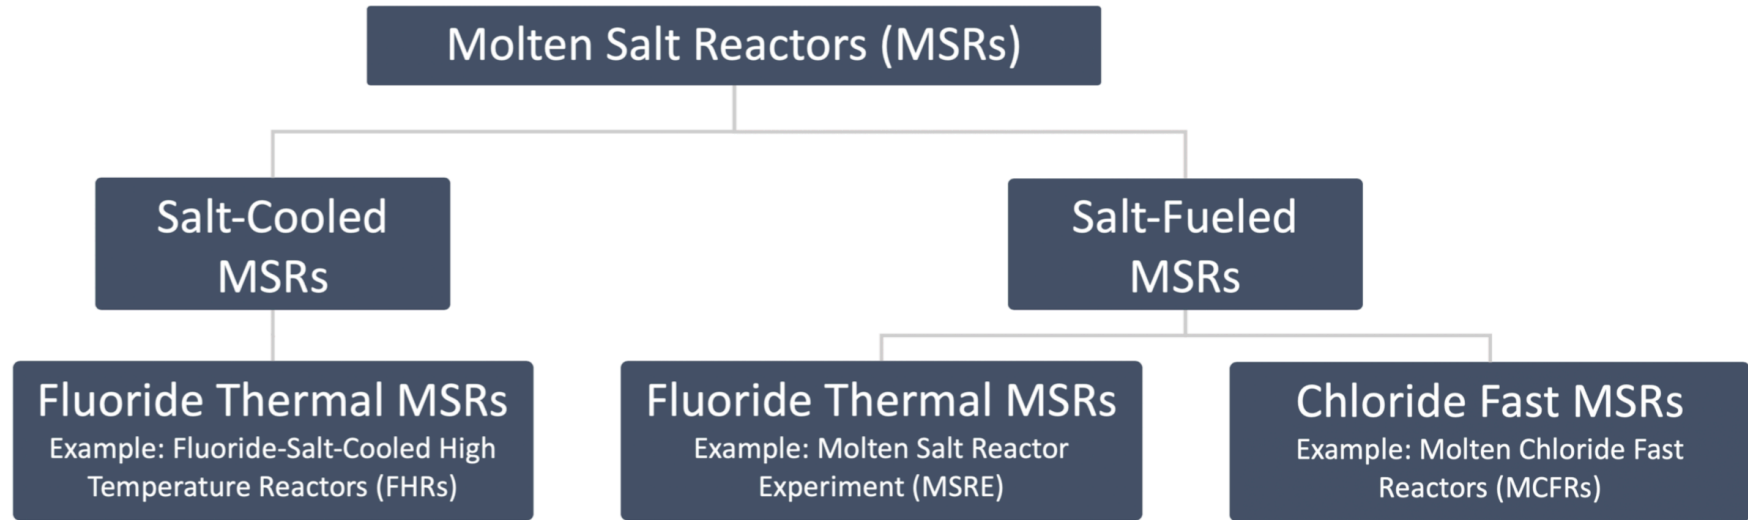 Molten Salt Reactors (MSRs)
Salt-Cooled
MSRs
Salt-Fueled
MSRs
Fluoride Thermal MSRs
Example: Fluoride-Salt-Cooled High
Temperature Reactors (FHRs)
Fluoride Thermal MSRs
Example: Molten Salt Reactor
Experiment (MSRE)
Chloride Fast MSRs
Example: Molten Chloride Fast
Reactors (MCFRs)